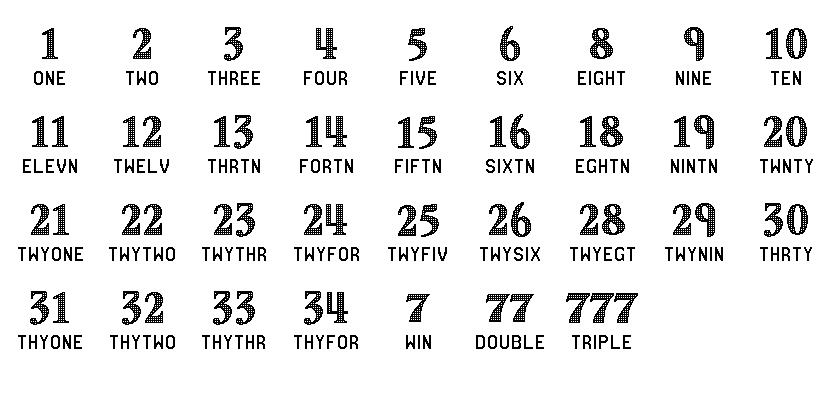 1 2 3 4 5 6 8 9 10
ONE TWO THREE FOUR FIVE SIX EIGHT NINE TEN
11 12 13 14 15 16 18 19 20
ELEVN TWELV THRTN FORTN FIFTN SIXTN EGHTN NINTN TWNTY
21 22 23 24 25 26 28 29 30
TWYONE TWYTWO TWYTHR TWYFOR TWYFIV TWYSIX TWYEGT TWYNIN THRTY
31 32 33 34 7 77 777
THYONE THYTWO THYTHR THYFOR WIN DOUBLE TRIPLE